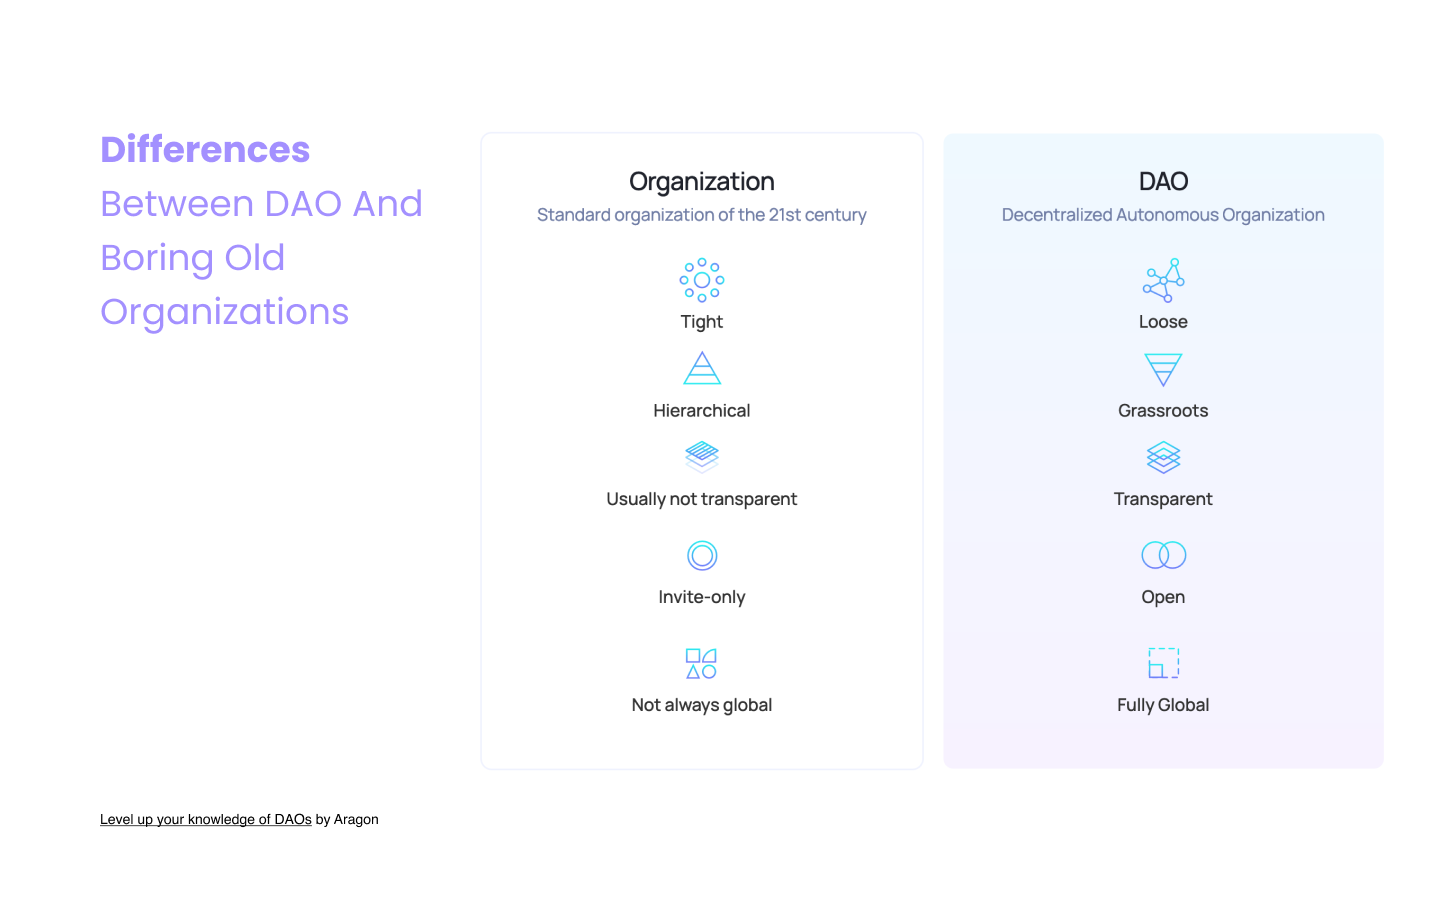 Differences
Between DAO And
Boring Old
Organizations
Organization
Standard organization of the 21st century
Tight
Hierarchical
Usually not transparent
Invite-only
Not always global
DAO
Decentralized Autonomous Organization
Loose
Grassroots
Transparent
Open
Fully Global
Level up your knowledge of DAOs by Aragon